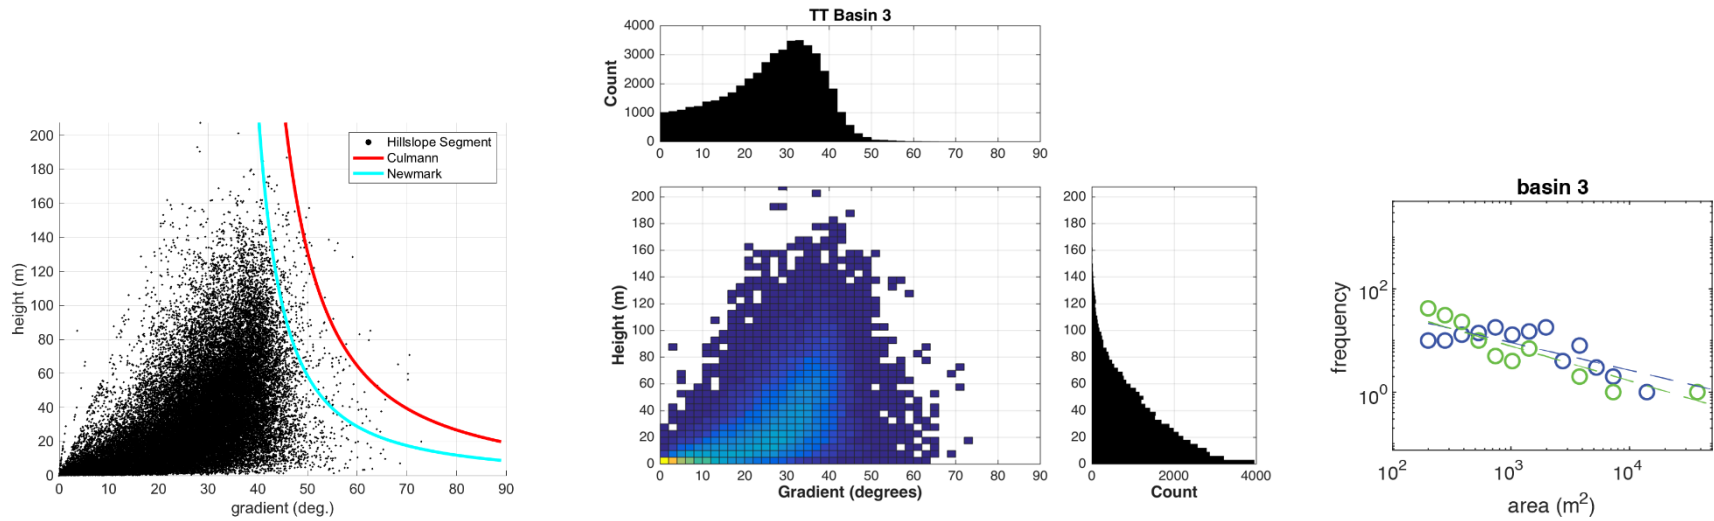 height (m)
200
180
160
140
120
100
80
60
40
20
0
0 10 20 30 40 50 60 70 80 90
gradient (deg.)
Hillslope Segment
Culmann
Newmark
TT Basin 3
Count
4000
3000
2000
1000
0
0 10 20 30 40 50 60 70 80 90
Height (m)
200
180
160
140
120
100
80
60
40
20
0
0 10 20 30 40 50 60 70 80 90
Gradient (degrees)
200
180
160
140
120
100
80
60
40
20
0
0 2000 4000
Count
basin 3
frequency
10²
10⁰
10² 10³ 10⁴
area (m²)